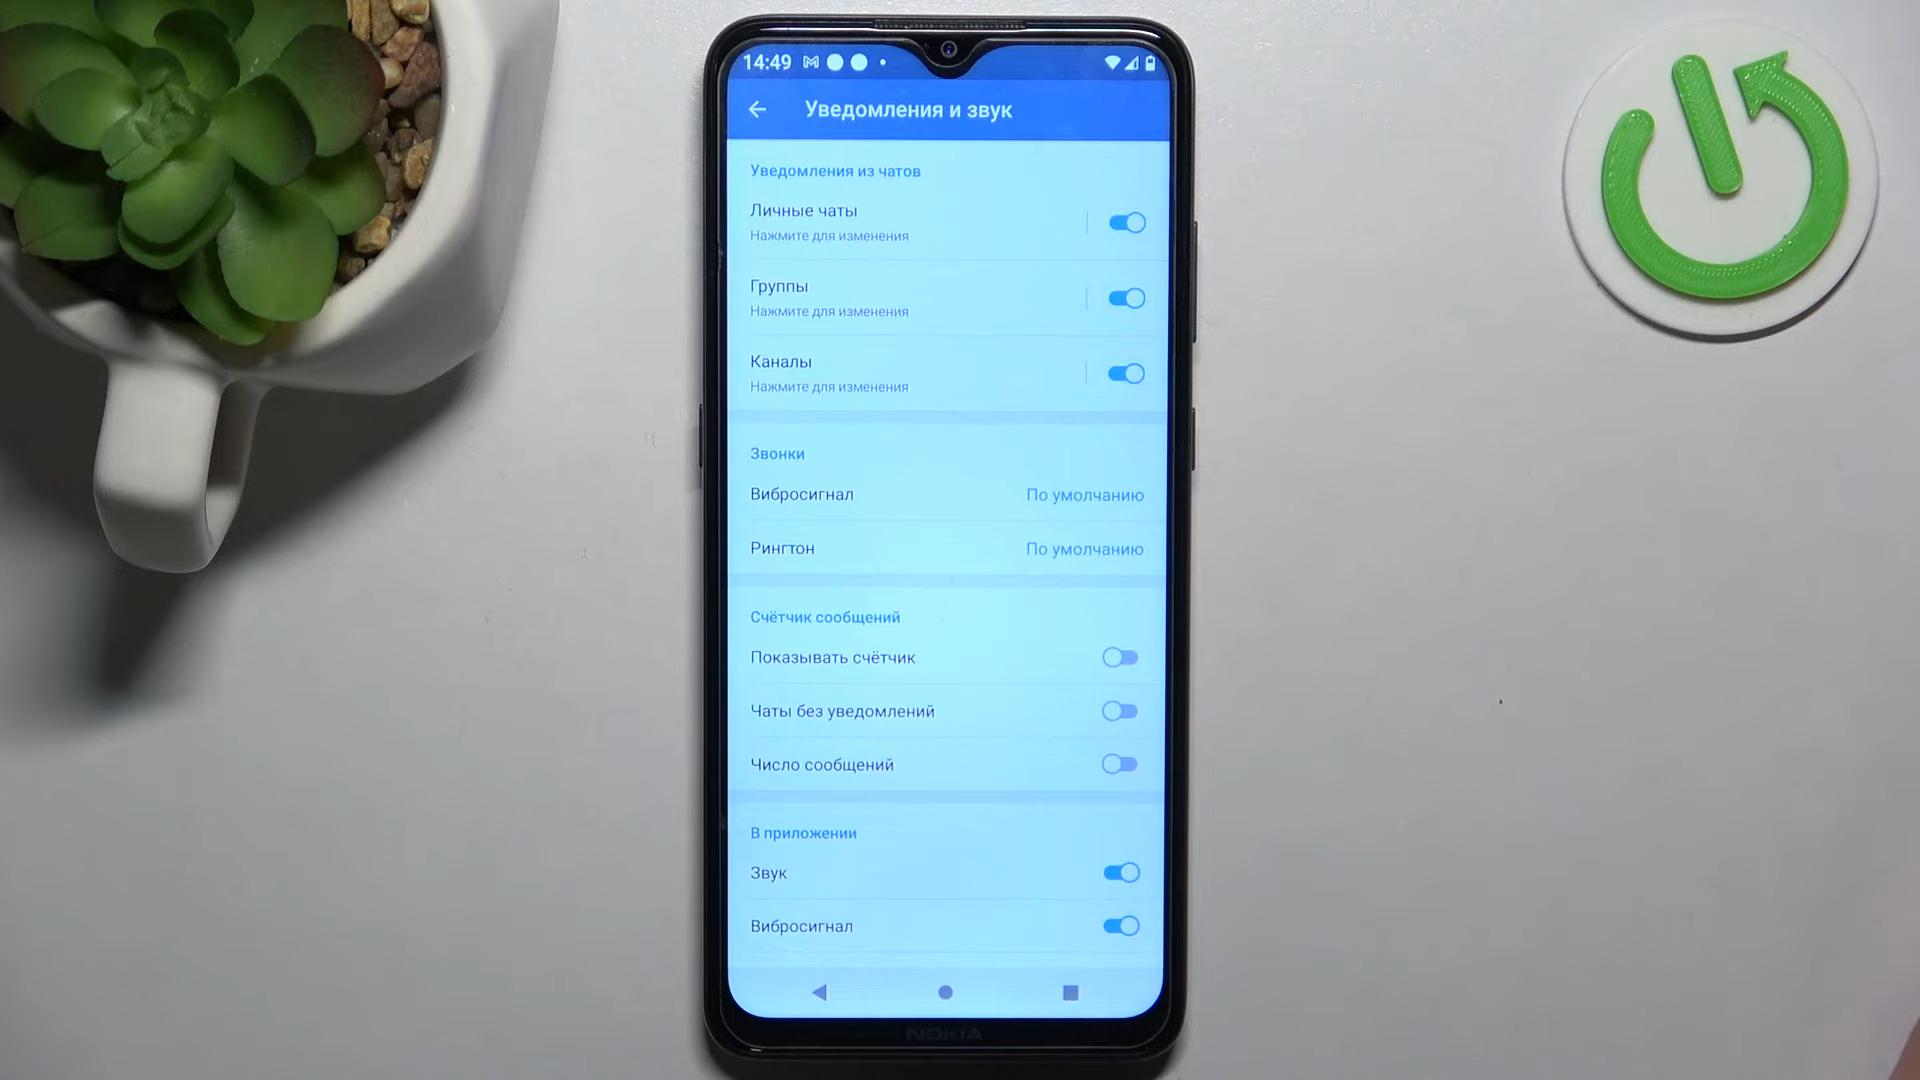 14:49
Уведомления и звук
Уведомления из чатов
Личные чаты
Нажмите для изменения
Группы
Нажмите для изменения
Каналы
Нажмите для изменения
Звонки
Вибросигнал По умолчанию
Рингтон По умолчанию
Счётчик сообщений
Показывать счётчик
Чаты без уведомлений
Число сообщений
В приложении
Звук
Вибросигнал
NOKIA